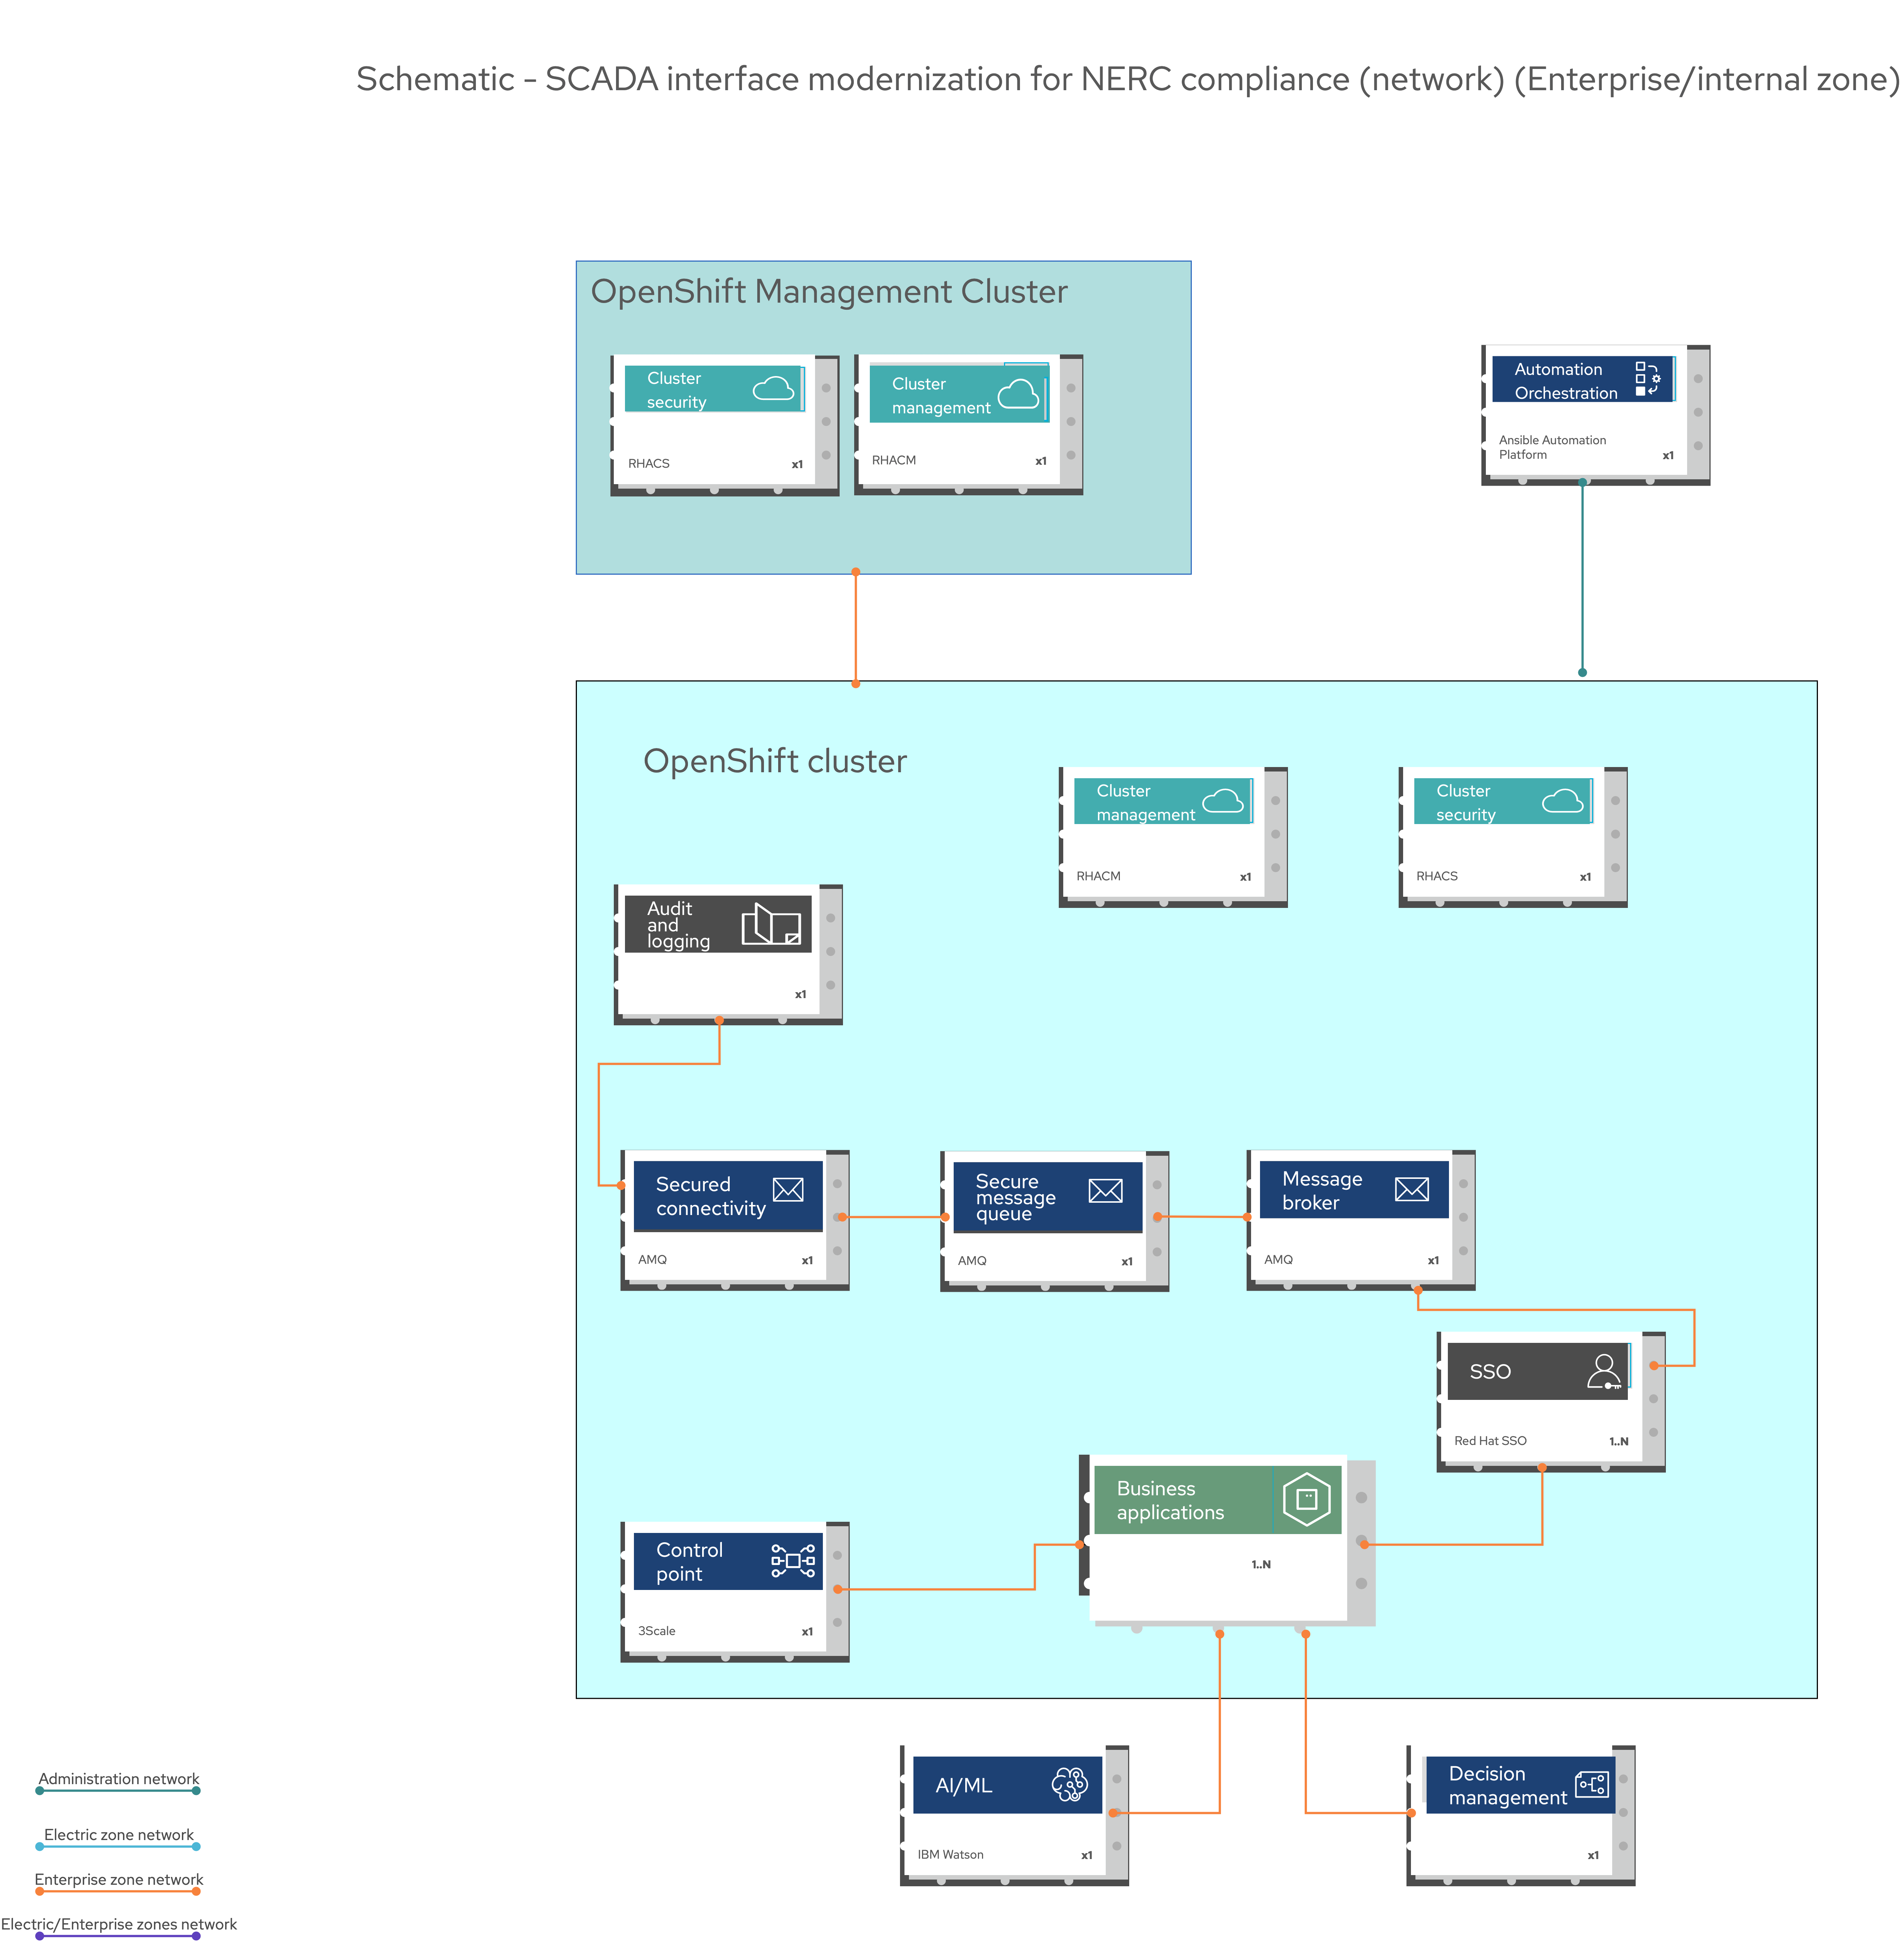 Schematic - SCADA interface modernization for NERC compliance (network) (Enterprise/internal zone)
OpenShift Management Cluster
Cluster
security
RHACS
x1
Cluster
management
RHACM
x1
Automation
Orchestration
Ansible Automation
Platform
x1
OpenShift cluster
Cluster
management
RHACM
x1
Cluster
security
RHACS
x1
Audit
and
logging
x1
Secured
connectivity
AMQ
x1
Secure
message
queue
AMQ
x1
Message
broker
AMQ
x1
SSO
Red Hat SSO
1..N
Business
applications
1..N
Control
point
3Scale
x1
AI/ML
IBM Watson
x1
Decision
management
x1
Administration network
Electric zone network
Enterprise zone network
Electric/Enterprise zones network